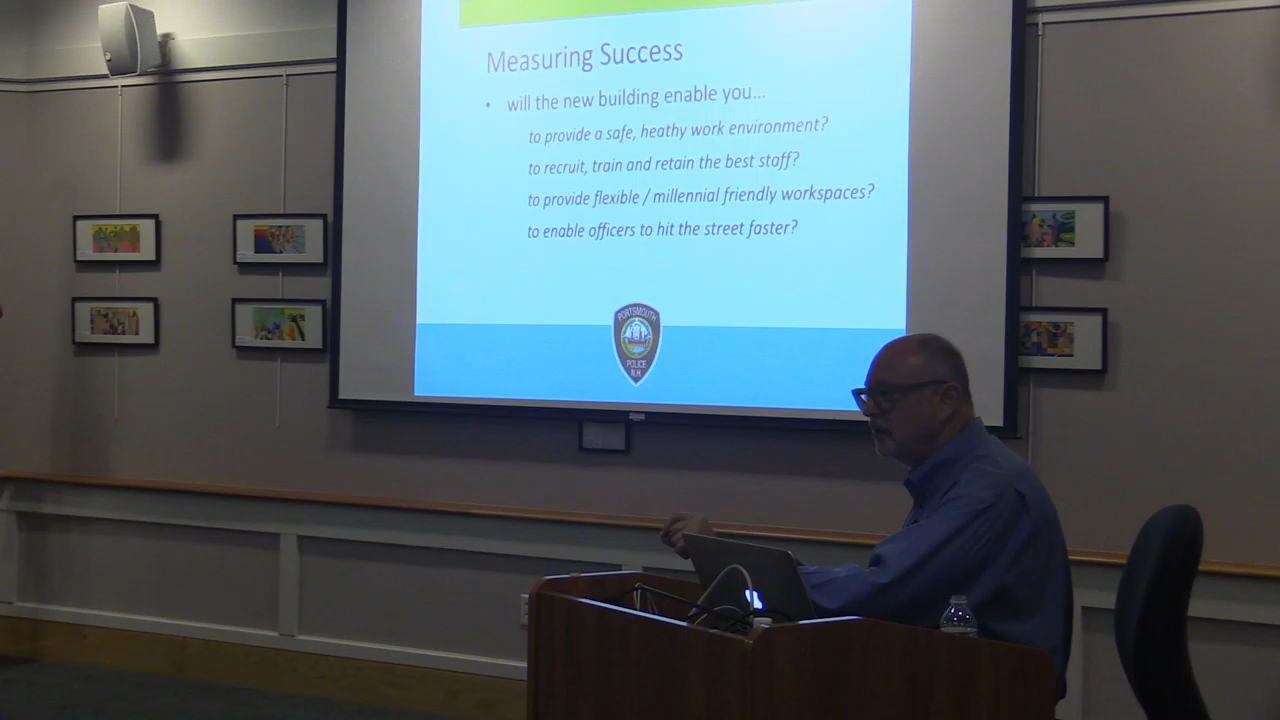 Measuring Success
• will the new building enable you...
to provide a safe, heathy work environment?
to recruit, train and retain the best staff?
to provide flexible / millennial friendly workspaces?
to enable officers to hit the street faster?
PORTSMOUTH
POLICE
N.H.